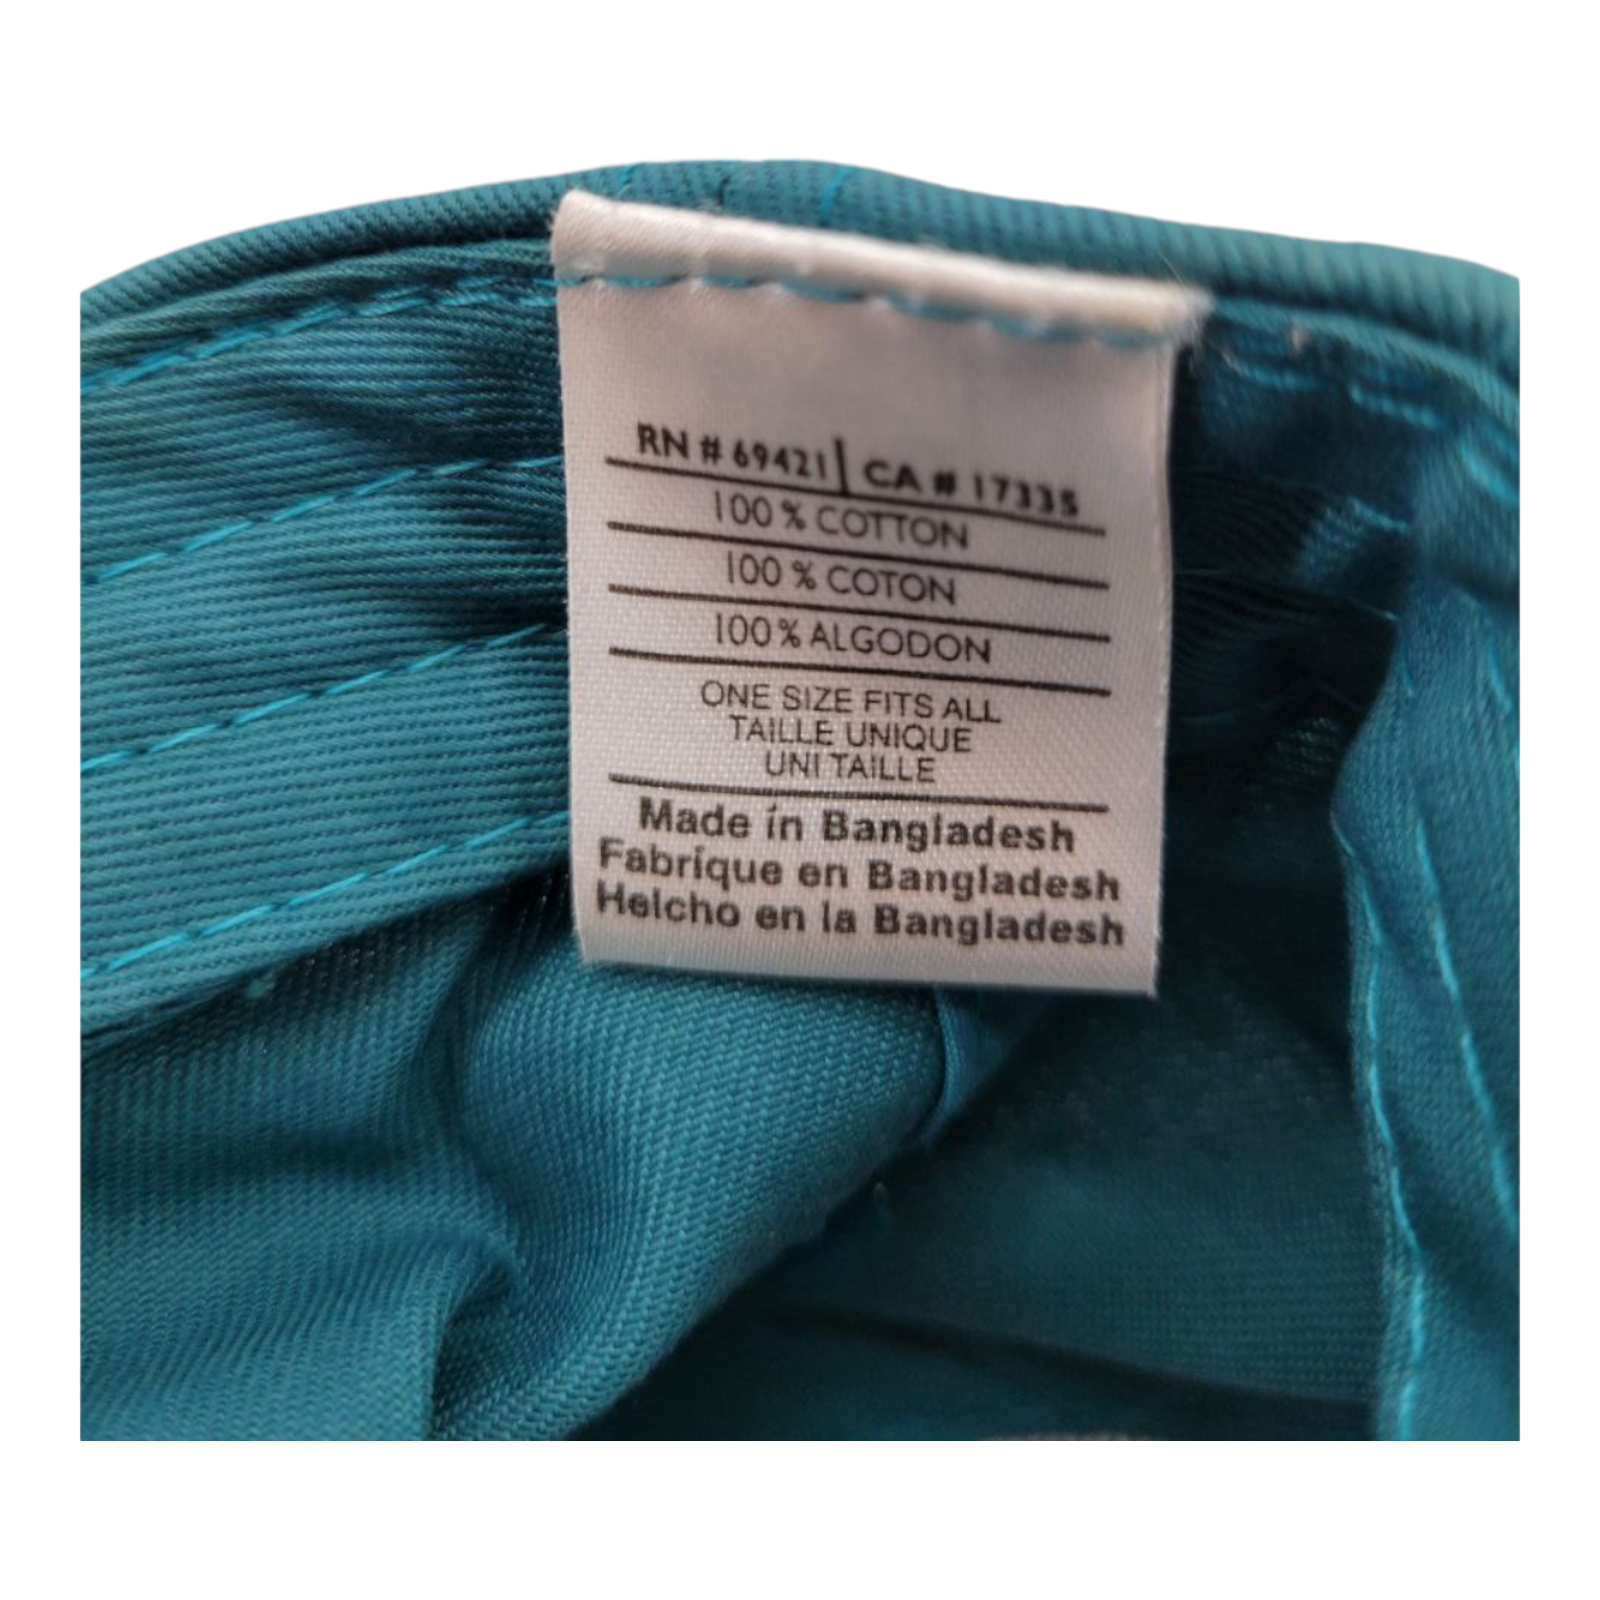 RN # 69421 | CA # 17335
100 % COTTON
100 % COTON
100 % ALGODON
ONE SIZE FITS ALL
TAILLE UNIQUE
UNI TAILLE
Made in Bangladesh
Fabrique en Bangladesh
Helcho en la Bangladesh